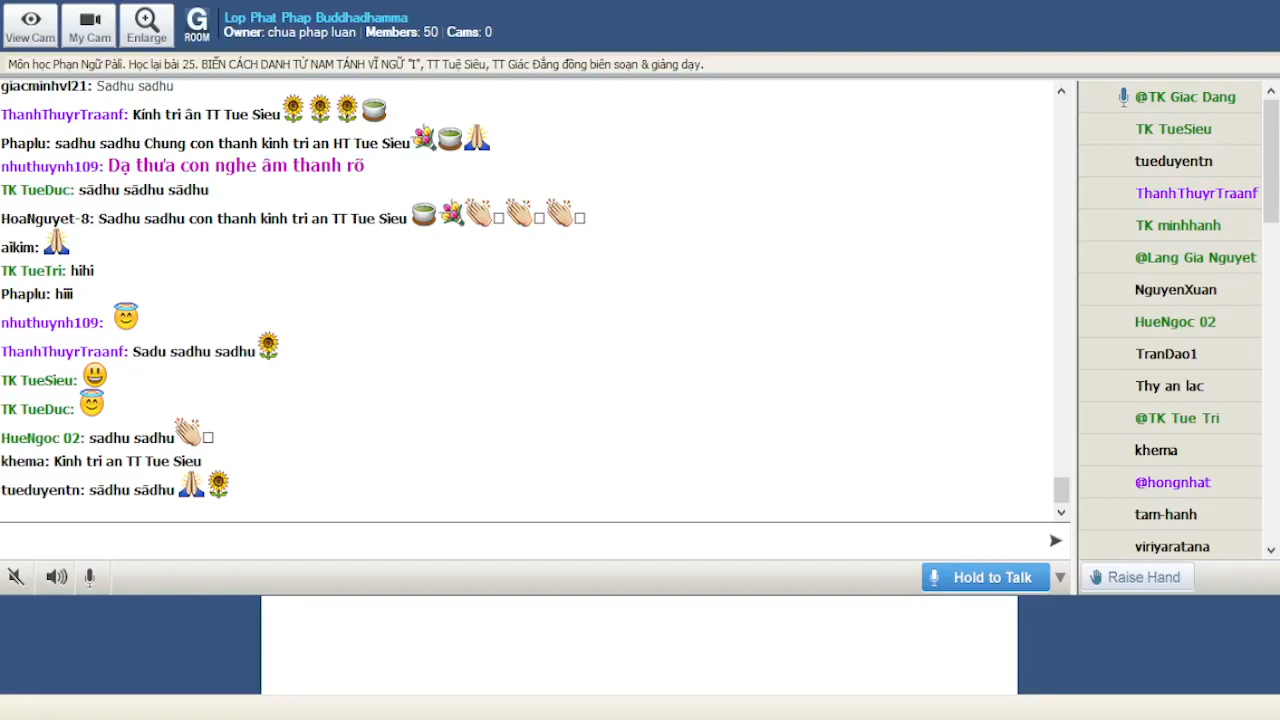 View Cam
My Cam
Enlarge
G ROOM
Lop Phat Phap Buddhadhamma
Owner: chua phap luan | Members: 50 | Cams: 0
Môn học Phạn Ngữ Pàli. Học lại bài 25. BIẾN CÁCH DANH TỪ NAM TÁNH VĨ NGỮ "I", TT Tuệ Siêu, TT Giác Đẳng đồng biên soạn & giảng dạy.
giacminhvl21: Sadhu sadhu
ThanhThuyrTraanf: Kính tri ân TT Tue Sieu
Phaplu: sadhu sadhu Chung con thanh kinh tri an HT Tue Sieu
nhuthuynh109: Dạ thưa con nghe âm thanh rõ
TK TueDuc: sādhu sādhu sādhu
HoaNguyet-8: Sadhu sadhu con thanh kinh tri an TT Tue Sieu
aikim:
TK TueTri: hihi
Phaplu: hiii
nhuthuynh109:
ThanhThuyrTraanf: Sadu sadhu sadhu
TK TueSieu:
TK TueDuc:
HueNgoc 02: sadhu sadhu
khema: Kinh tri an TT Tue Sieu
tueduyentn: sādhu sādhu
@TK Giac Dang
TK TueSieu
tueduyentn
ThanhThuyrTraanf
TK minhhanh
@Lang Gia Nguyet
NguyenXuan
HueNgoc 02
TranDao1
Thy an lac
@TK Tue Tri
khema
@hongnhat
tam-hanh
viriyaratana
Hold to Talk
Raise Hand